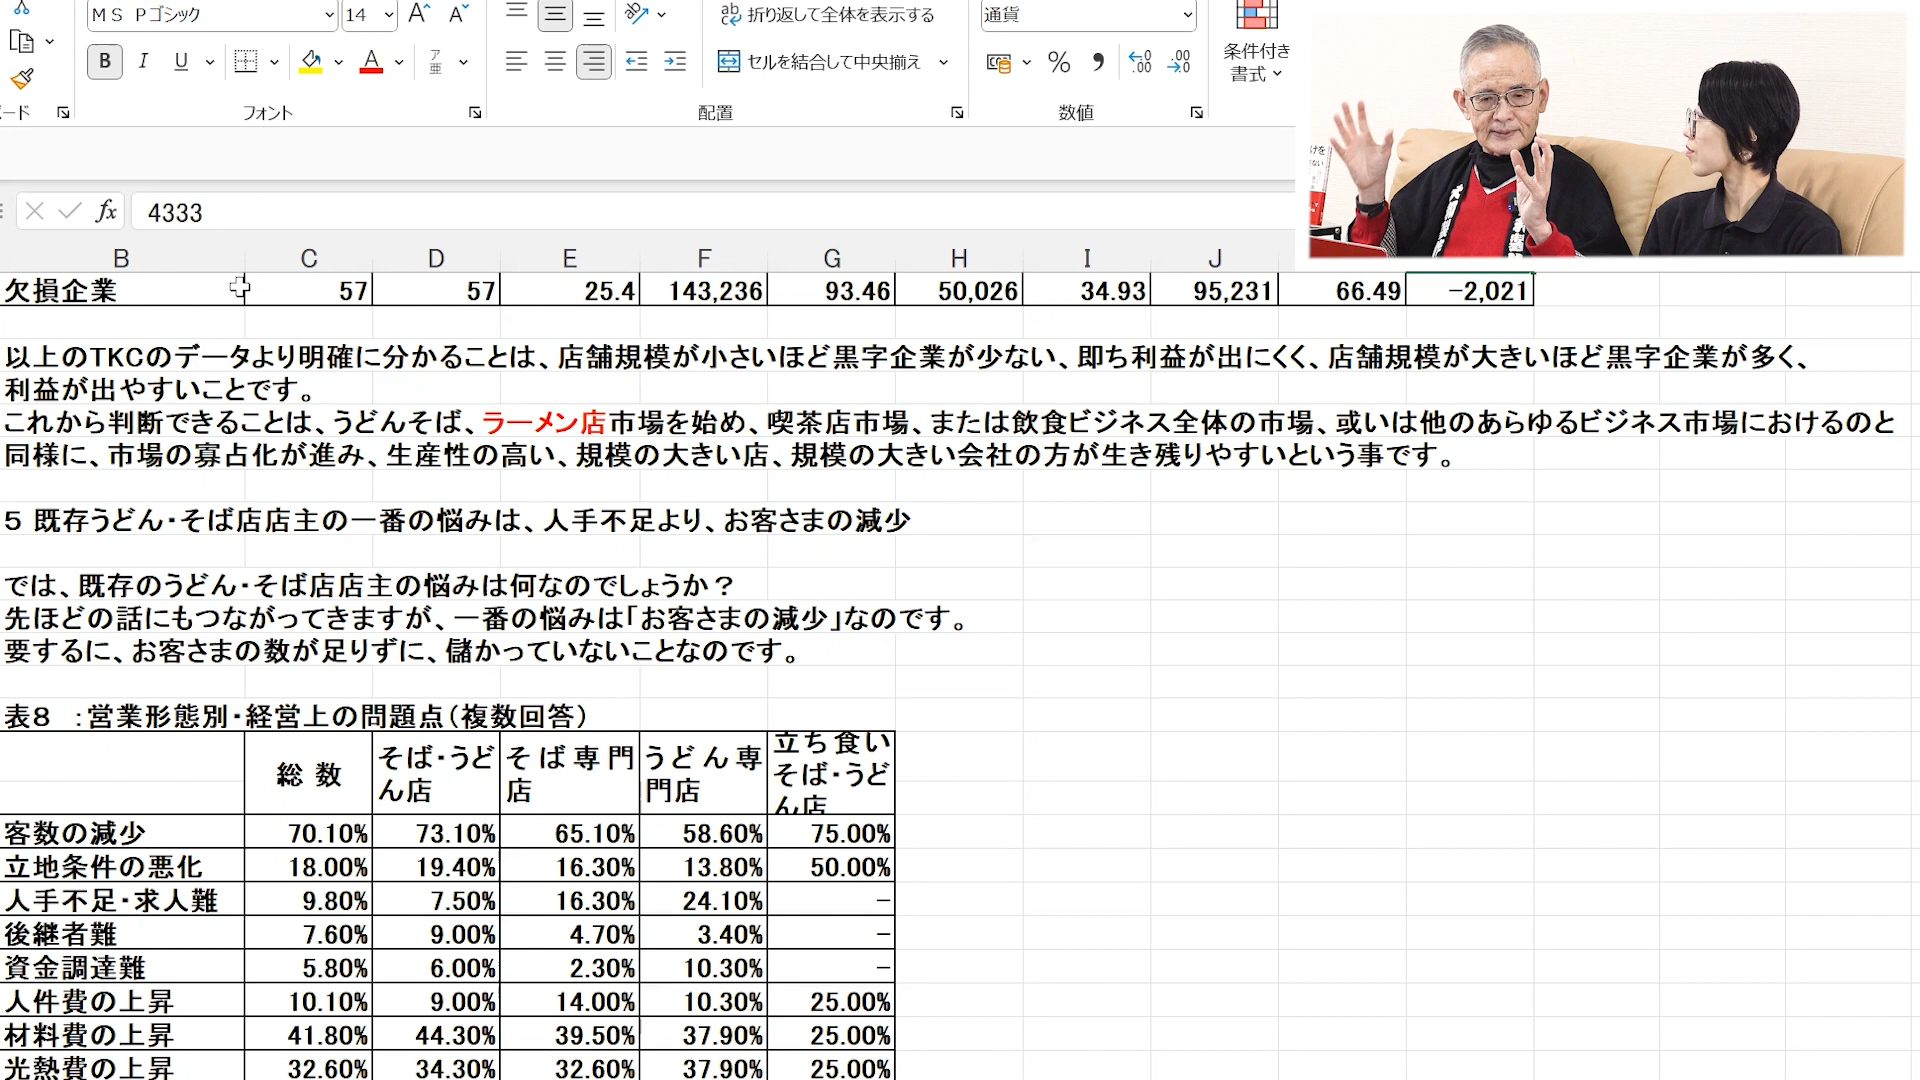 ＭＳ Ｐゴシック 14 A^ Aˇ ab 折り返して全体を表示する 通貨
条件付き
B I U A ア亜 セルを結合して中央揃え % 書式
ード フォント 配置 数値
fx 4333
B C D E F G H I J
欠損企業 57 57 25.4 143,236 93.46 50,026 34.93 95,231 66.49 −2,021
以上のTKCのデータより明確に分かることは、店舗規模が小さいほど黒字企業が少ない、即ち利益が出にくく、店舗規模が大きいほど黒字企業が多く、
利益が出やすいことです。
これから判断できることは、うどんそば、ラーメン店市場を始め、喫茶店市場、または飲食ビジネス全体の市場、或いは他のあらゆるビジネス市場におけるのと
同様に、市場の寡占化が進み、生産性の高い、規模の大きい店、規模の大きい会社の方が生き残りやすいという事です。
5 既存うどん・そば店店主の一番の悩みは、人手不足より、お客さまの減少
では、既存のうどん・そば店店主の悩みは何なのでしょうか？
先ほどの話にもつながってきますが、一番の悩みは「お客さまの減少」なのです。
要するに、お客さまの数が足りずに、儲かっていないことなのです。
表8 ：営業形態別・経営上の問題点（複数回答）
総 数 そば・うどん店 そば専門店 うどん専門店 立ち食いそば・うどん店
客数の減少 70.10% 73.10% 65.10% 58.60% 75.00%
立地条件の悪化 18.00% 19.40% 16.30% 13.80% 50.00%
人手不足・求人難 9.80% 7.50% 16.30% 24.10% −
後継者難 7.60% 9.00% 4.70% 3.40% −
資金調達難 5.80% 6.00% 2.30% 10.30% −
人件費の上昇 10.10% 9.00% 14.00% 10.30% 25.00%
材料費の上昇 41.80% 44.30% 39.50% 37.90% 25.00%
光熱費の上昇 32.60% 34.30% 32.60% 37.90% 25.00%